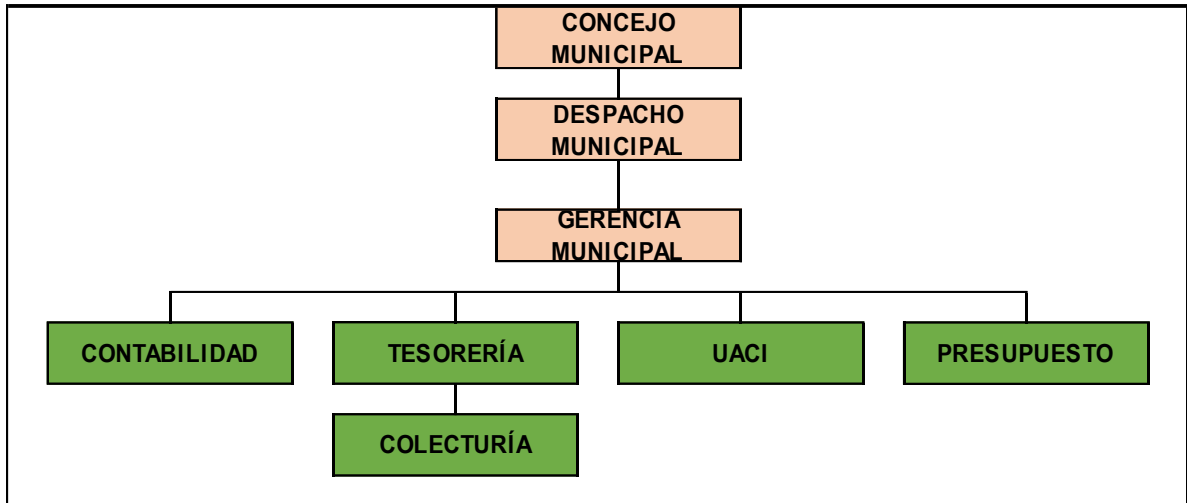 CONCEJO
MUNICIPAL
DESPACHO
MUNICIPAL
GERENCIA
MUNICIPAL
CONTABILIDAD
TESORERÍA
UACI
PRESUPUESTO
COLECTURÍA